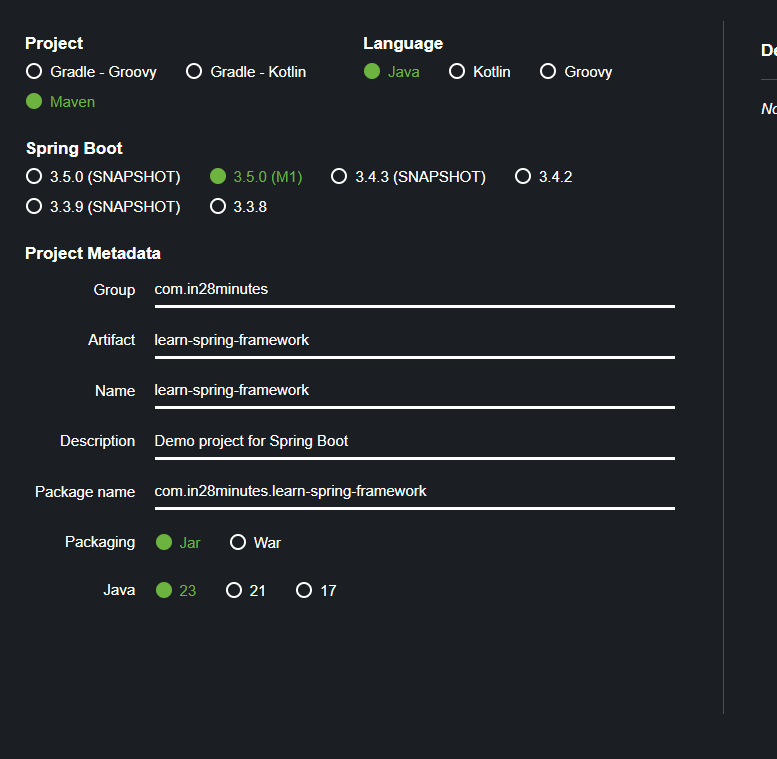 Project
Gradle - Groovy Gradle - Kotlin
Maven
Language
Java Kotlin Groovy
Spring Boot
3.5.0 (SNAPSHOT) 3.5.0 (M1) 3.4.3 (SNAPSHOT) 3.4.2
3.3.9 (SNAPSHOT) 3.3.8
Project Metadata
Group com.in28minutes
Artifact learn-spring-framework
Name learn-spring-framework
Description Demo project for Spring Boot
Package name com.in28minutes.learn-spring-framework
Packaging Jar War
Java 23 21 17